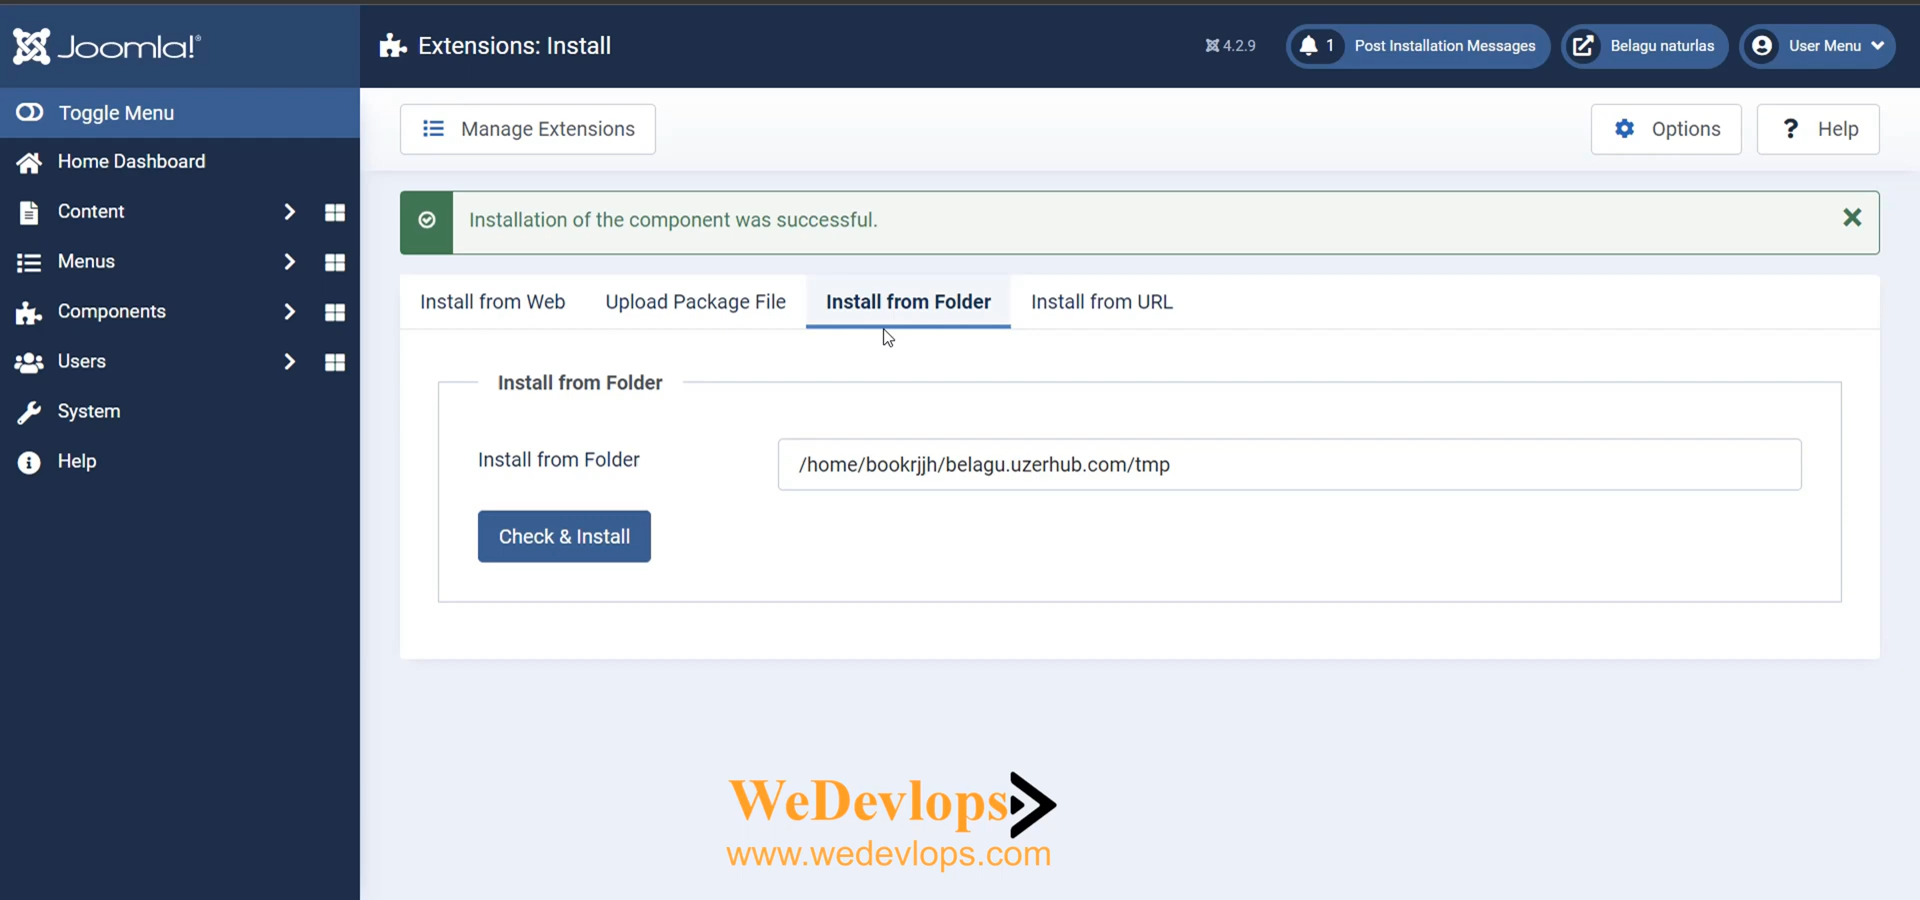 Joomla!®
Extensions: Install
4.2.9
1
Post Installation Messages
Belagu naturlas
User Menu
Toggle Menu
Home Dashboard
Content
Menus
Components
Users
System
Help
Manage Extensions
Options
? Help
Installation of the component was successful.
Install from Web
Upload Package File
Install from Folder
Install from URL
Install from Folder
Install from Folder
/home/bookrjjh/belagu.uzerhub.com/tmp
Check & Install
WeDevlops
www.wedevlops.com